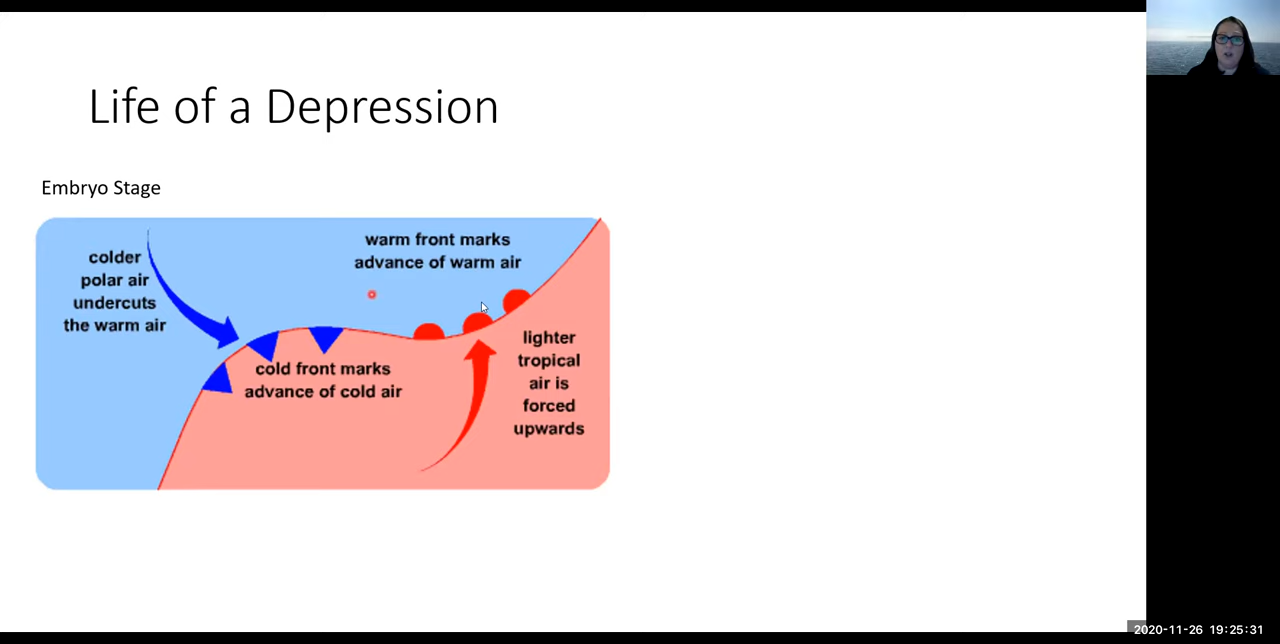 Life of a Depression
Embryo Stage
colder
polar air
undercuts
the warm air
warm front marks
advance of warm air
cold front marks
advance of cold air
lighter
tropical
air is
forced
upwards
2020-11-26 19:25:31